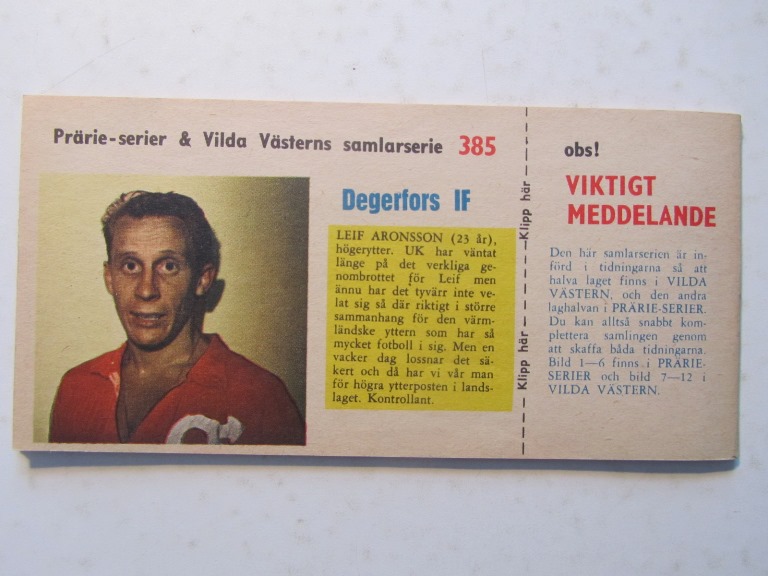 Prärie-serier & Vilda Västerns samlarserie 385
Degerfors IF
LEIF ARONSSON (23 år),
högerytter. UK har väntat
länge på det verkliga ge-
nombrottet för Leif men
ännu har det tyvärr inte ve-
lat sig så där riktigt i större
sammanhang för den värm-
ländske yttern som har så
mycket fotboll i sig. Men en
vacker dag lossnar det sä-
kert och då har vi vår man
för högra ytterposten i lands-
laget. Kontrollant.
Klipp här
Klipp här
obs!
VIKTIGT
MEDDELANDE
Den här samlarserien är in-
förd i tidningarna så att
halva laget finns i VILDA
VÄSTERN, och den andra
laghalvan i PRÄRIE-SERIER.
Du kan alltså snabbt kom-
plettera samlingen genom
att skaffa båda tidningarna.
Bild 1—6 finns i PRÄRIE-
SERIER och bild 7—12 i
VILDA VÄSTERN.